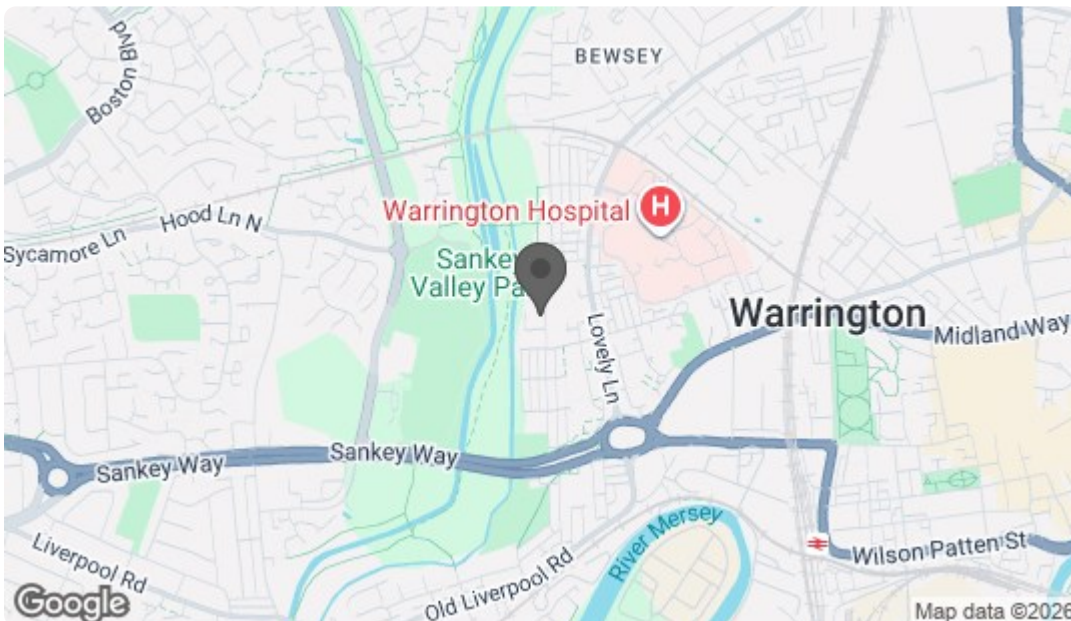 BEWSEY
Boston Blvd
Warrington Hospital
H
Hood Ln N
Sycamore Ln
Sankey
Valley Pa
Warrington
Midland Way
Lovely Ln
Sankey Way
Sankey Way
River Mersey
Liverpool Rd
Old Liverpool Rd
Wilson Patten St
Google
Map data ©2026